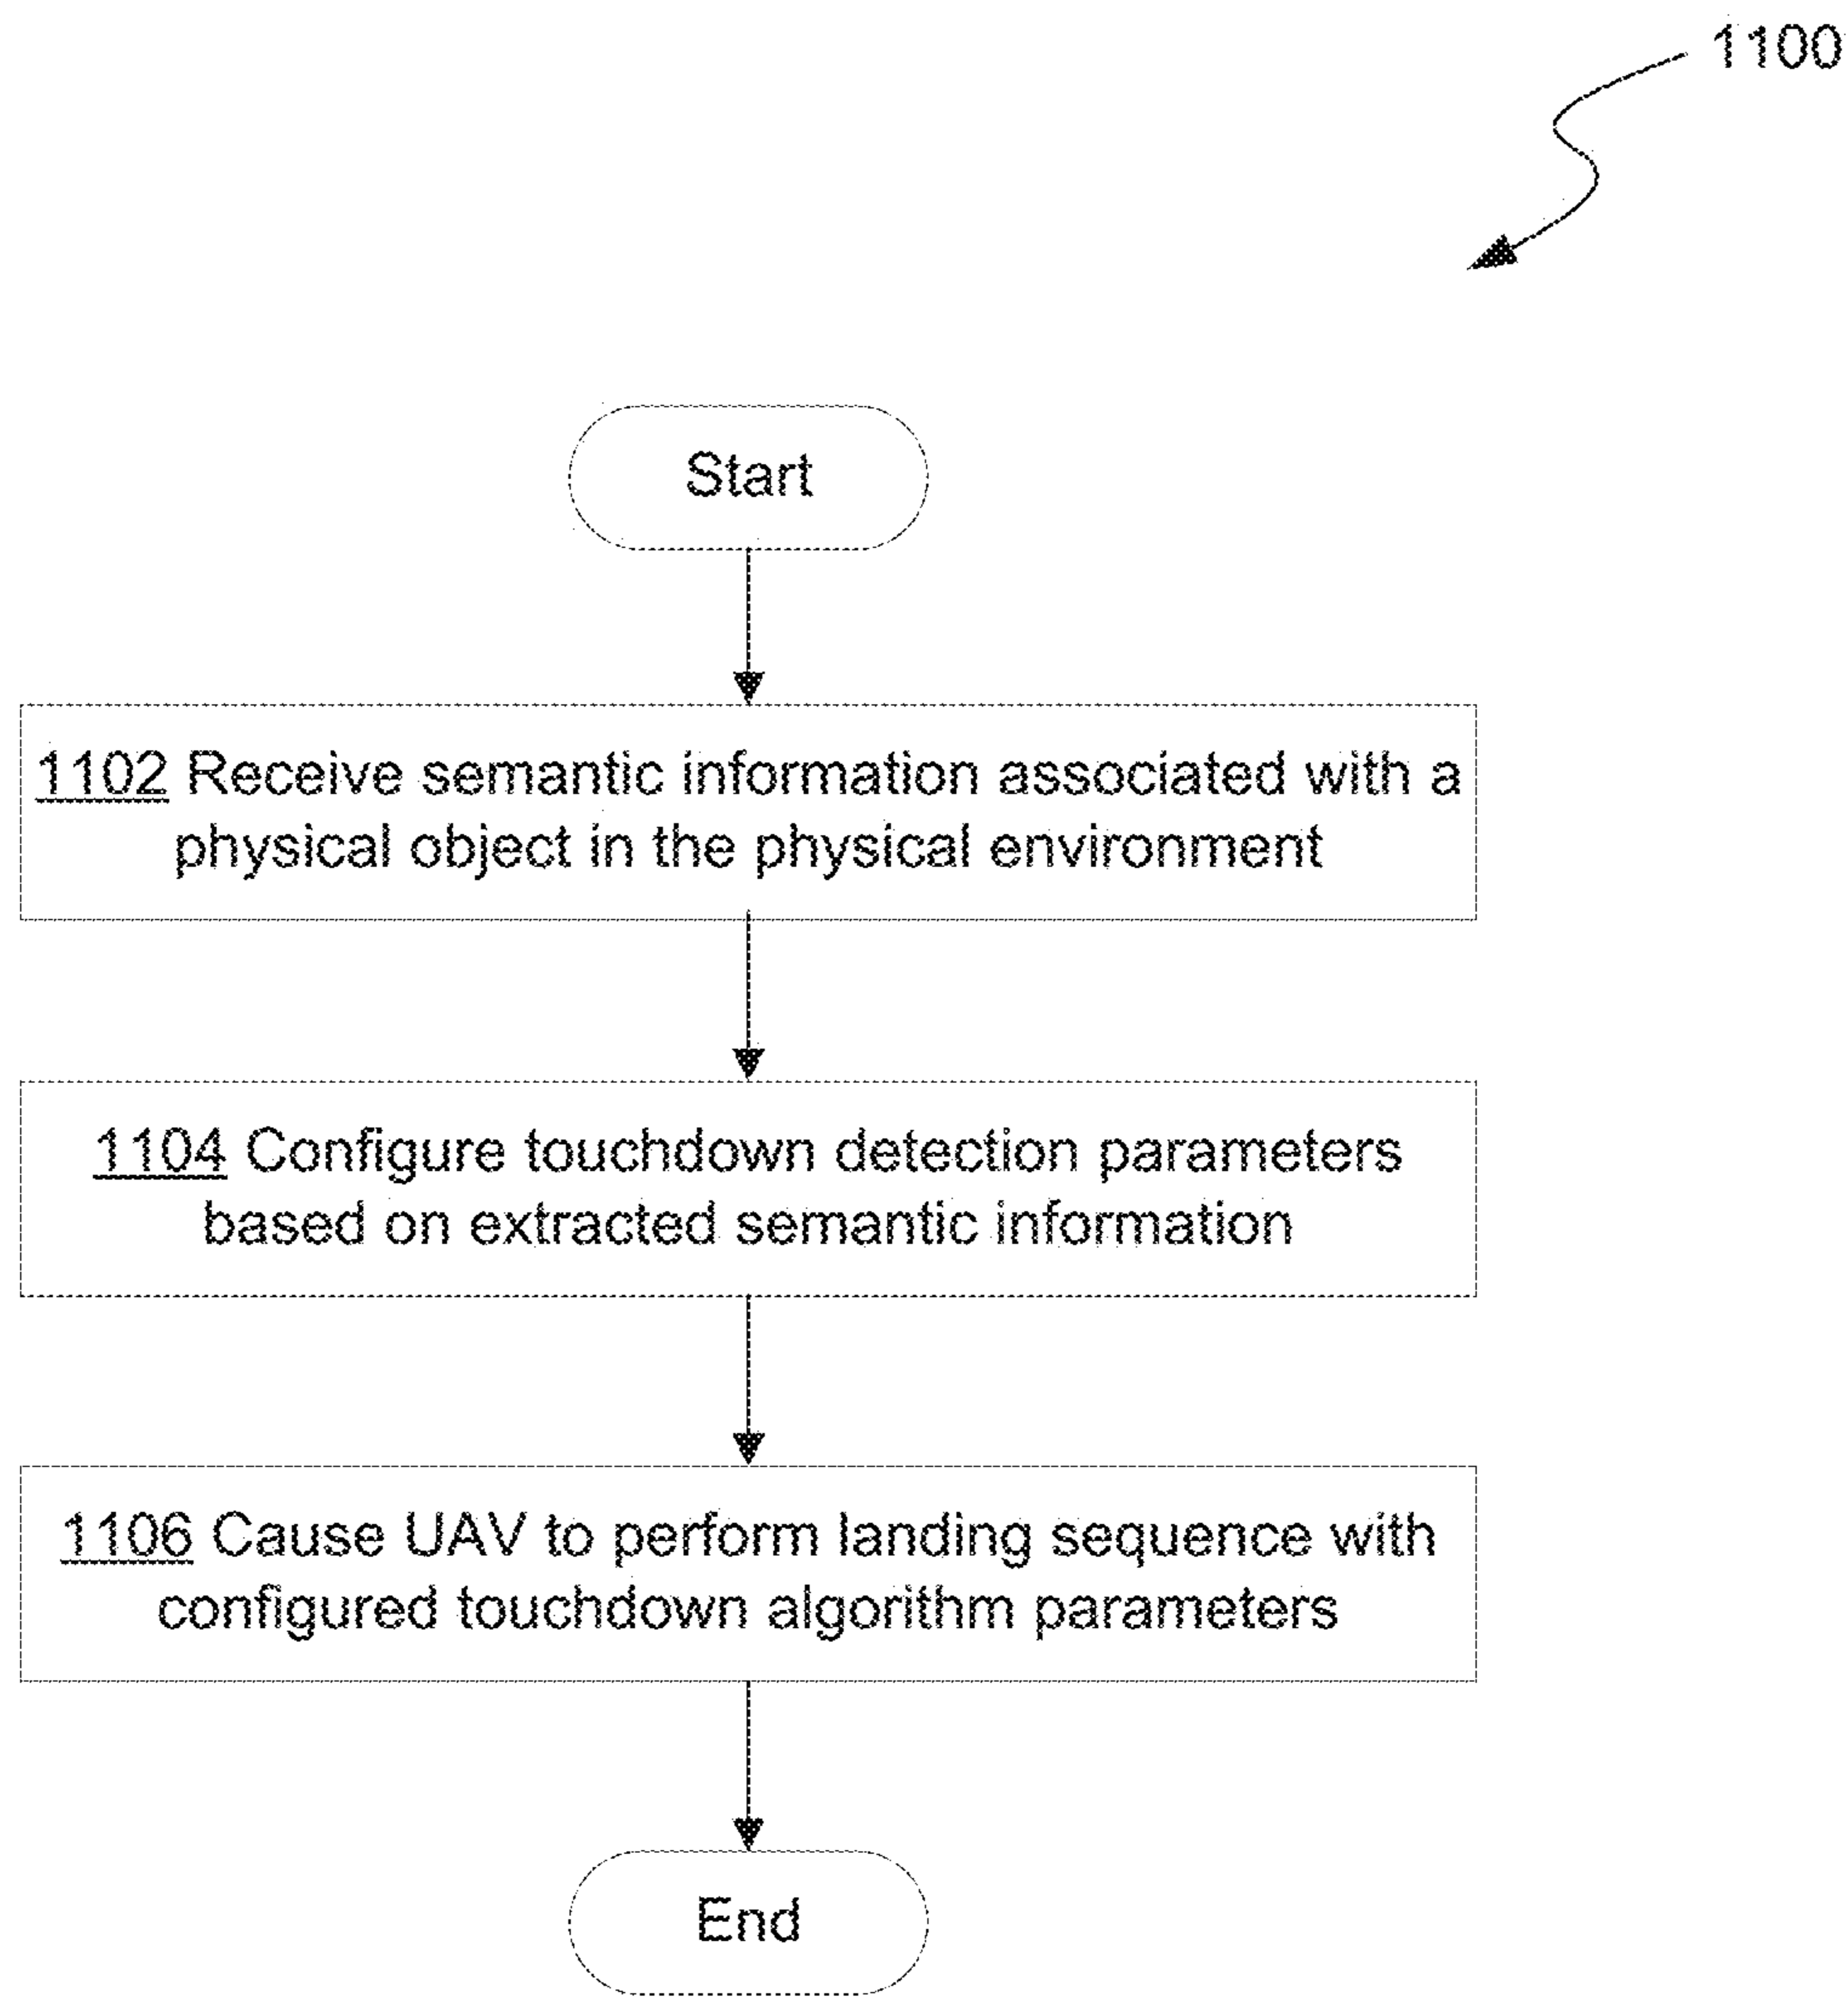 1100
Start
1102 Receive semantic information associated with a
physical object in the physical environment
1104 Configure touchdown detection parameters
based on extracted semantic information
1106 Cause UAV to perform landing sequence with
configured touchdown algorithm parameters
End